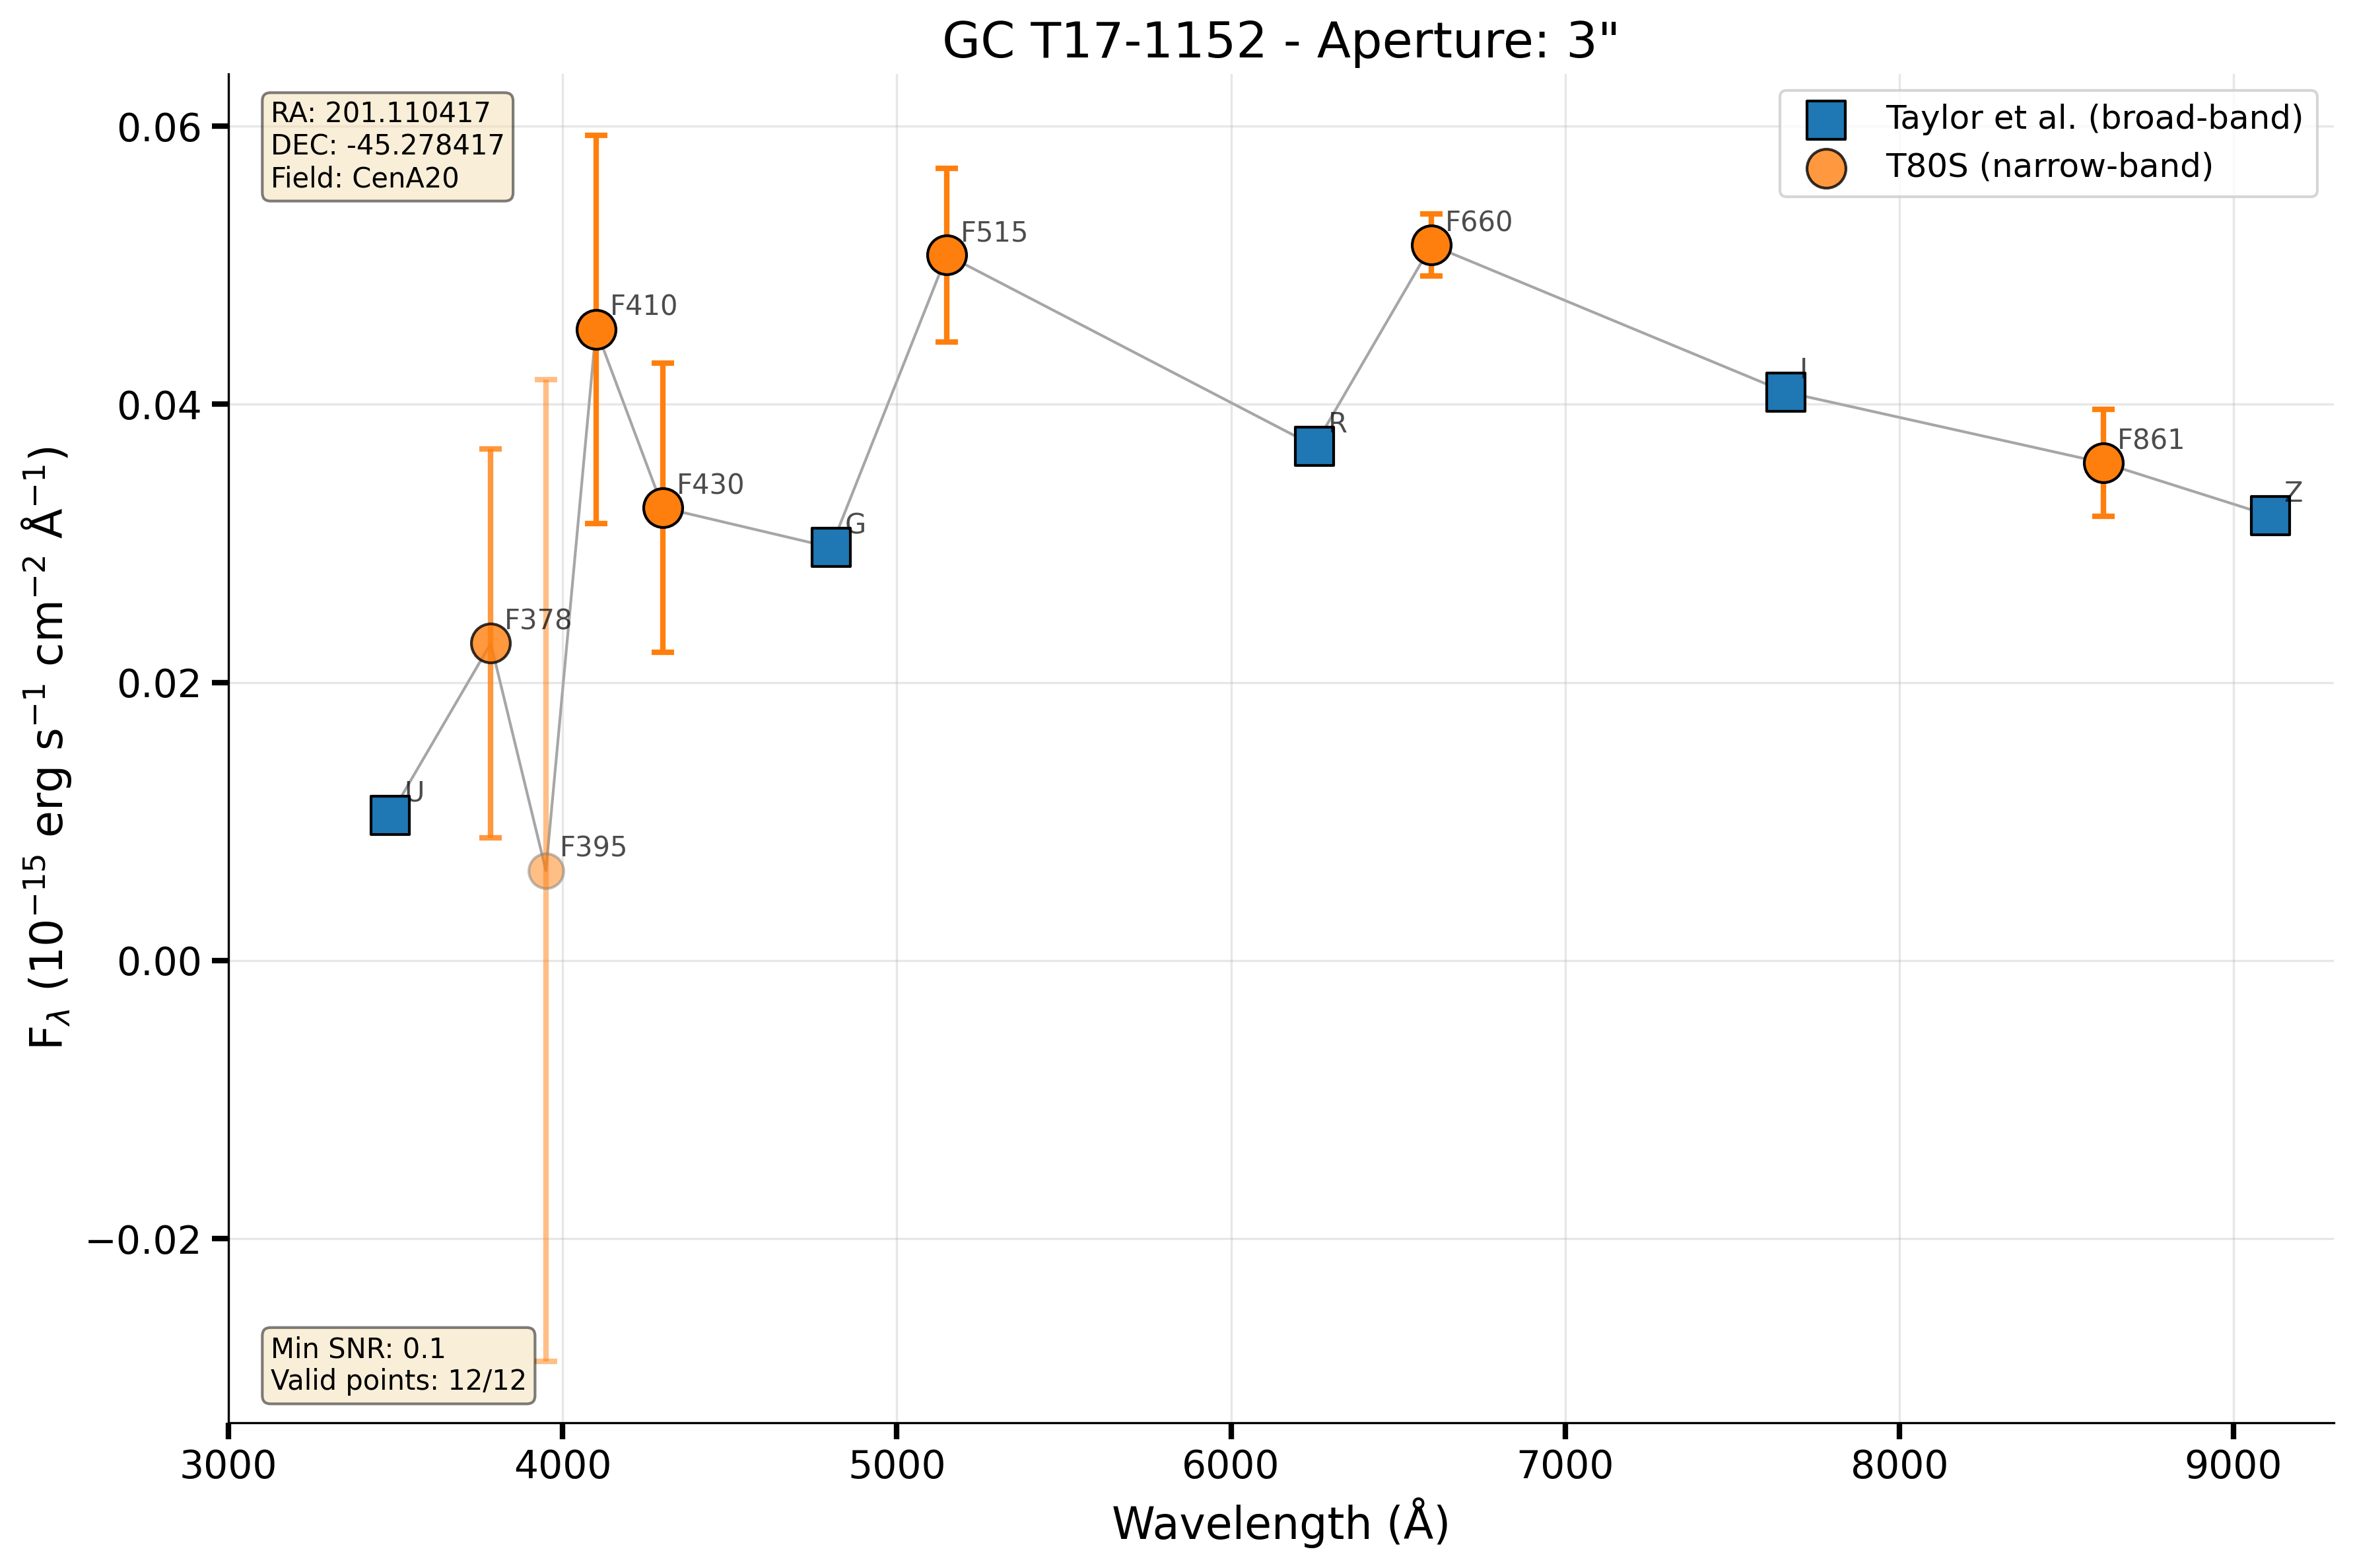 GC T17-1152 - Aperture: 3"
RA: 201.110417
DEC: -45.278417
Field: CenA20
Taylor et al. (broad-band)
T80S (narrow-band)
0.06
0.04
0.02
0.00
−0.02
F_λ (10⁻¹⁵ erg s⁻¹ cm⁻² Å⁻¹)
U
F378
F395
F410
F430
G
F515
R
F660
I
F861
Z
Min SNR: 0.1
Valid points: 12/12
3000 4000 5000 6000 7000 8000 9000
Wavelength (Å)